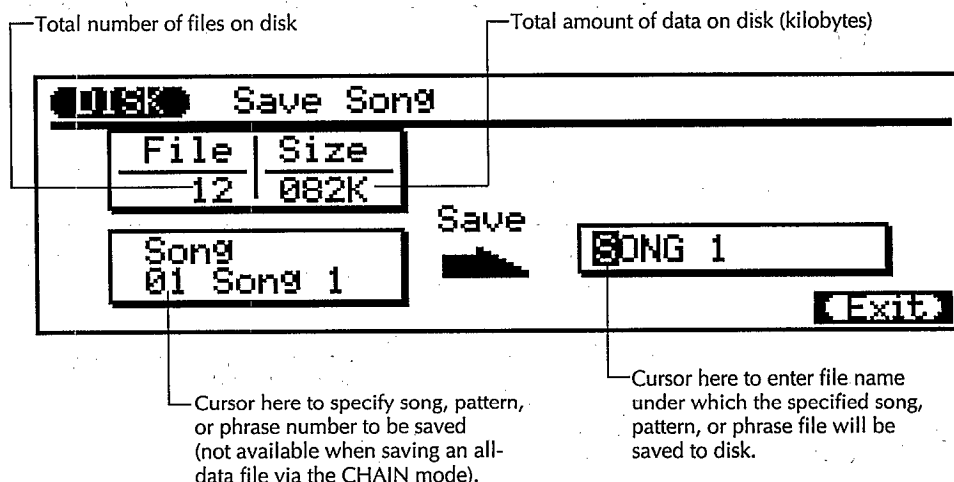 Total number of files on disk
Total amount of data on disk (kilobytes)
DISK Save Song
File Size
12 082K
Save
Song
01 Song 1
SONG 1
Exit
Cursor here to specify song, pattern,
or phrase number to be saved
(not available when saving an all-
data file via the CHAIN mode).
Cursor here to enter file name
under which the specified song,
pattern, or phrase file will be
saved to disk.